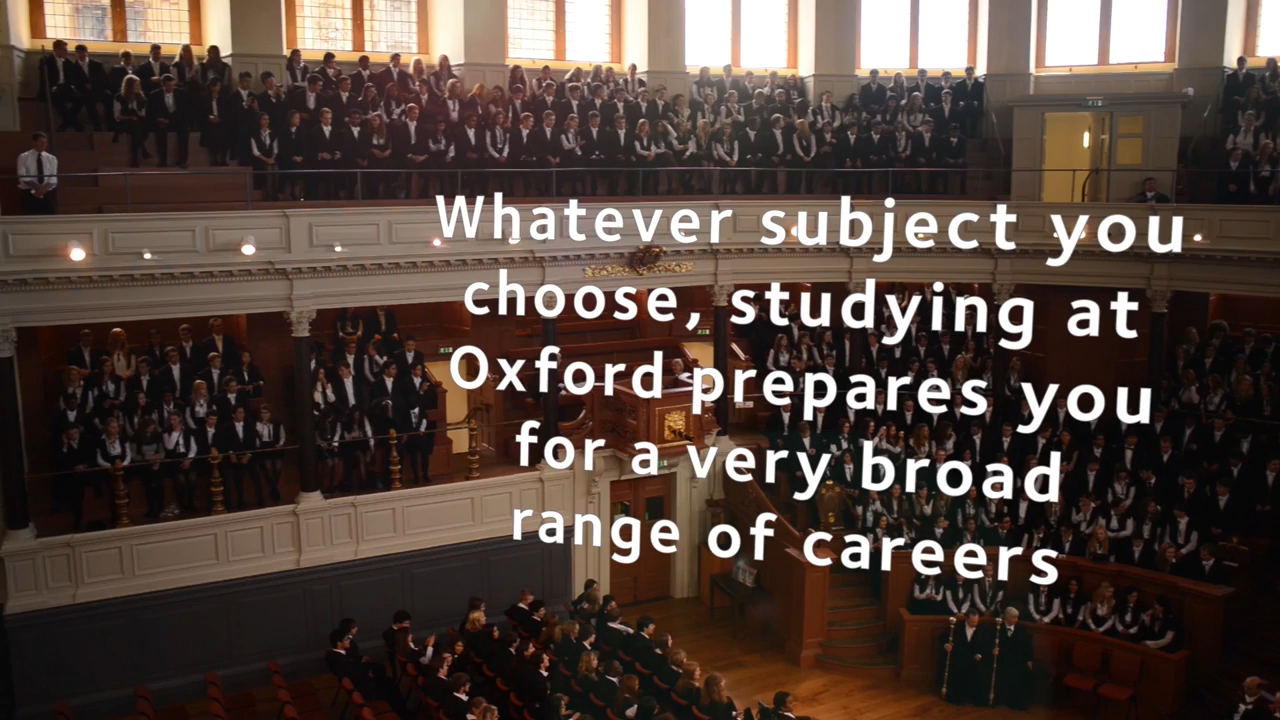 Whatever subject you
choose, studying at
Oxford prepares you
for a very broad
range of careers